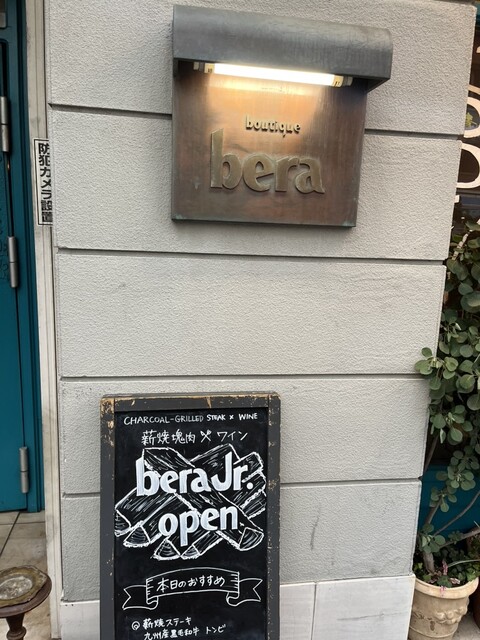 boutique
bera
防犯カメラ設置
CHARCOAL-GRILLED STEAK × WINE
薪焼塊肉×ワイン
beraJr.
open
本日のおすすめ
◎薪焼ステーキ
九州産黒毛和牛 トンビ